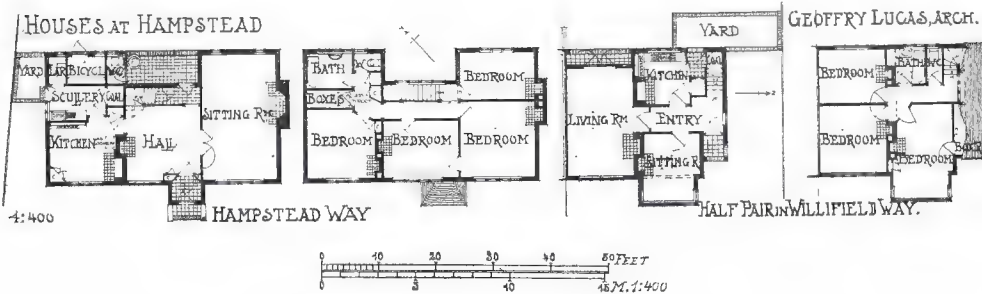 HOUSES AT HAMPSTEAD
GEOFFRY LUCAS, ARCH.
YARD
BICYCLE
W.C.
SCULLERY
COAL
KITCHEN
HALL
SITTING RM
4:400
HAMPSTEAD WAY
BATH
W.C.
BOXES
BEDROOM
BEDROOM
BEDROOM
BEDROOM
YARD
KITCHEN
LIVING RM
ENTRY
SITTING R.
BEDROOM
BATH
W.C.
BEDROOM
BEDROOM
BOXR
HALF PAIR IN WILLIFIELD WAY.
0 10 20 30 40 50 FEET
0 5 10 15 M. 1:400